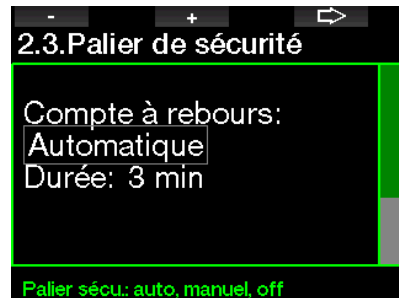 - +
2.3.Palier de sécurité
Compte à rebours:
Automatique
Durée: 3 min
Palier sécu.: auto, manuel, off